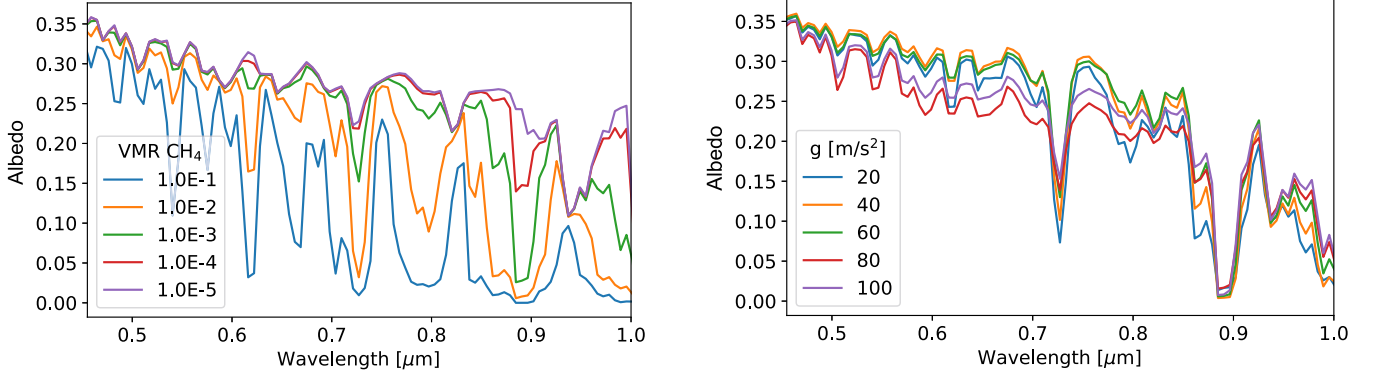 Albedo
0.35
0.30
0.25
0.20
0.15
0.10
0.05
0.00
VMR CH₄
1.0E-1
1.0E-2
1.0E-3
1.0E-4
1.0E-5
0.5 0.6 0.7 0.8 0.9 1.0
Wavelength [μm]
Albedo
0.35
0.30
0.25
0.20
0.15
0.10
0.05
0.00
g [m/s²]
20
40
60
80
100
0.5 0.6 0.7 0.8 0.9 1.0
Wavelength [μm]